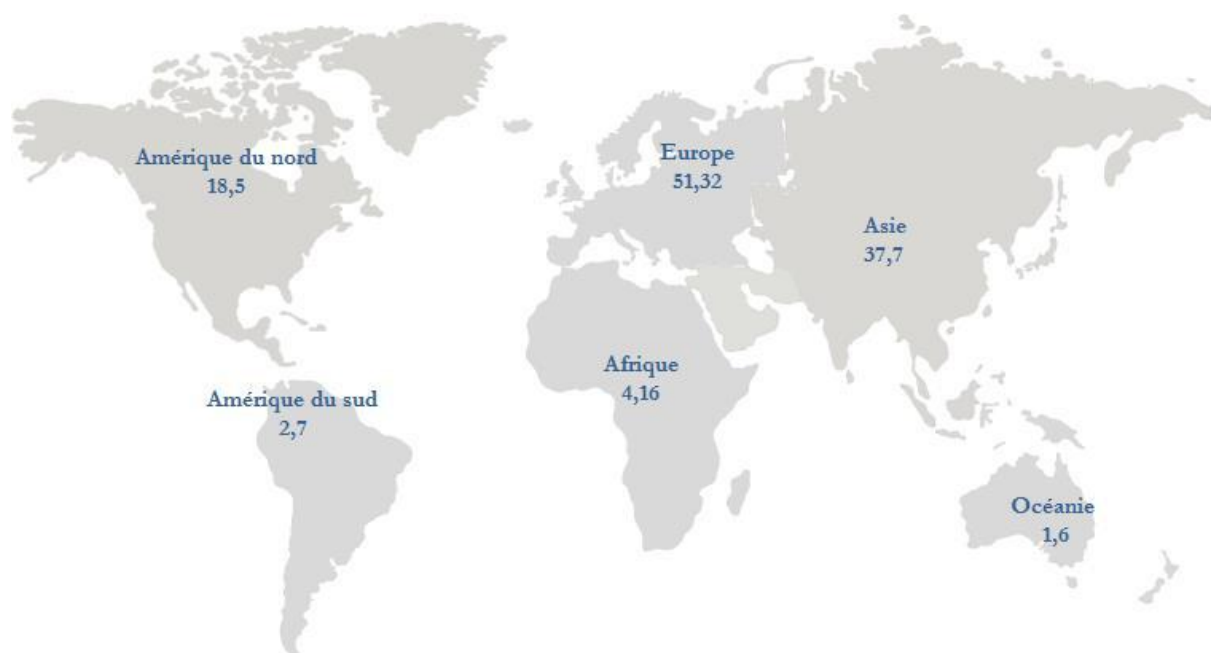 Amérique du nord
18,5
Europe
51,32
Asie
37,7
Afrique
4,16
Amérique du sud
2,7
Océanie
1,6